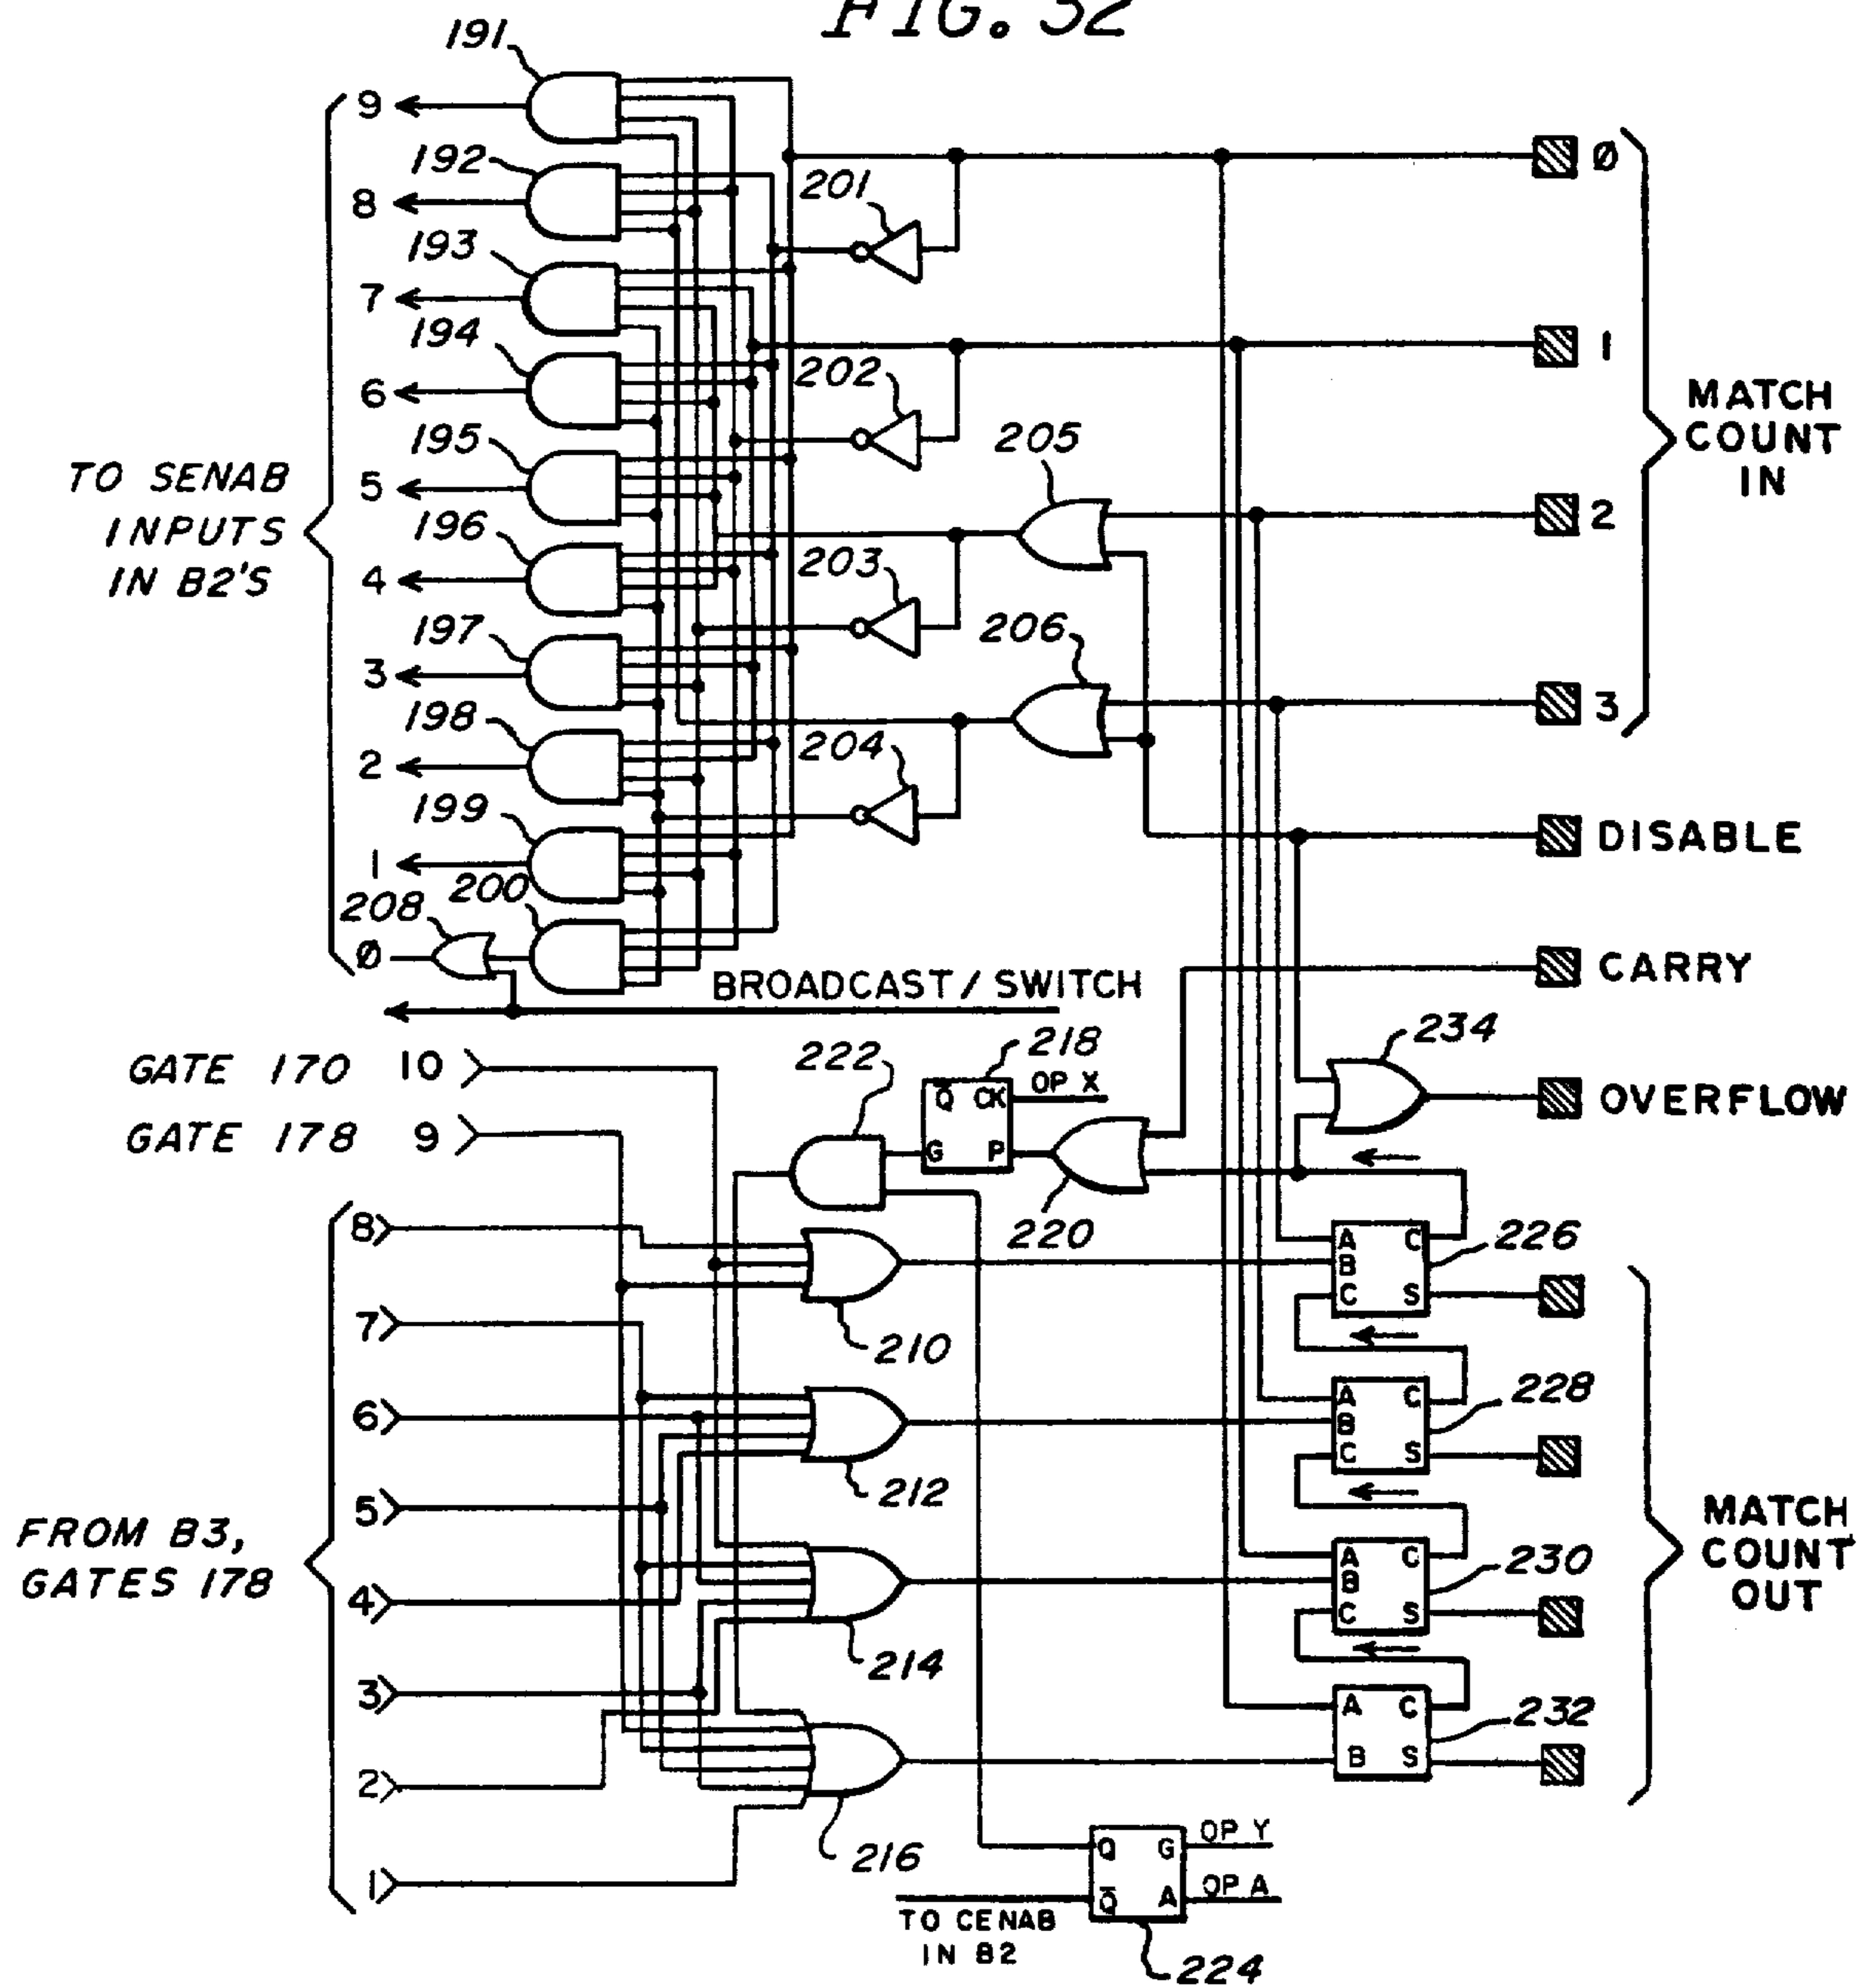 FIG. 32
191
9
192
8
193
7
194
6
195
5
196
4
197
3
198
2
199
1
200
208
Ø
TO SENAB
INPUTS
IN B2'S
201
202
203
204
205
206
Ø
1
2
3
MATCH
COUNT
IN
DISABLE
CARRY
OVERFLOW
BROADCAST / SWITCH
GATE 170 10
GATE 178 9
222
218
Q̅ CK
G P
OP X
220
234
8
7
6
5
4
3
2
1
FROM B3,
GATES 178
210
212
214
216
A C
B
C S
226
A C
B
C S
228
A C
B
C S
230
A C
B S
232
MATCH
COUNT
OUT
Q G
Q̅ A
OP Y
OP A
TO CENAB
IN B2
224